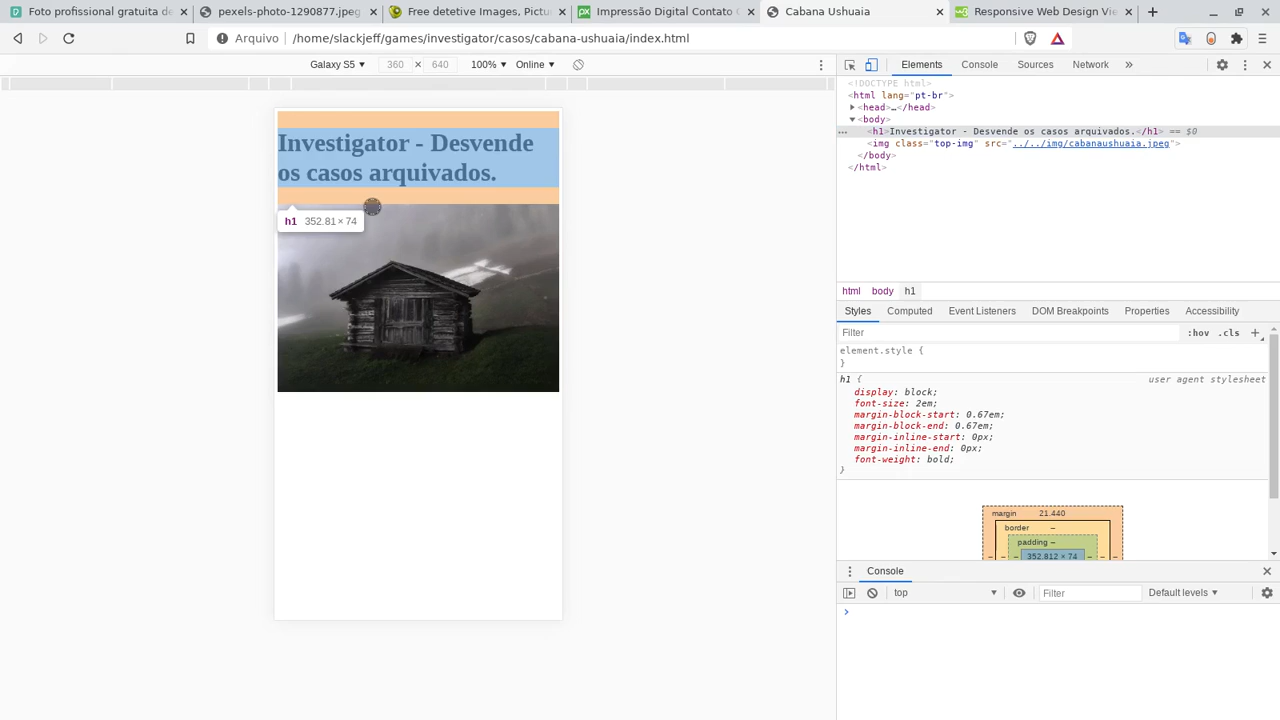 Foto profissional gratuita de
pexels-photo-1290877.jpeg
Free detetive Images, Pictu
Impressão Digital Contato C
Cabana Ushuaia
Responsive Web Design Vie
Arquivo /home/slackjeff/games/investigator/casos/cabana-ushuaia/index.html
Galaxy S5 ▼ 360 × 640 100% ▼ Online ▼
Elements Console Sources Network »
<!DOCTYPE html>
<html lang="pt-br">
<head>…</head>
<body>
<h1>Investigator - Desvende os casos arquivados.</h1> == $0
<img class="top-img" src="../../img/cabanaushuaia.jpeg">
</body>
</html>
Investigator - Desvende
os casos arquivados.
h1 352.81 × 74
html body h1
Styles Computed Event Listeners DOM Breakpoints Properties Accessibility
Filter :hov .cls +
element.style {
}
h1 { user agent stylesheet
display: block;
font-size: 2em;
margin-block-start: 0.67em;
margin-block-end: 0.67em;
margin-inline-start: 0px;
margin-inline-end: 0px;
font-weight: bold;
}
margin 21.440
border –
padding –
352.812 × 74
Console
top ▼ Filter Default levels ▼